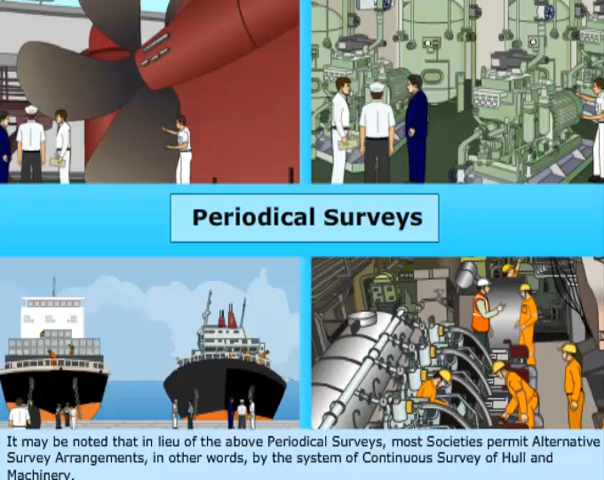 Periodical Surveys
It may be noted that in lieu of the above Periodical Surveys, most Societies permit Alternative
Survey Arrangements, in other words, by the system of Continuous Survey of Hull and
Machinery.